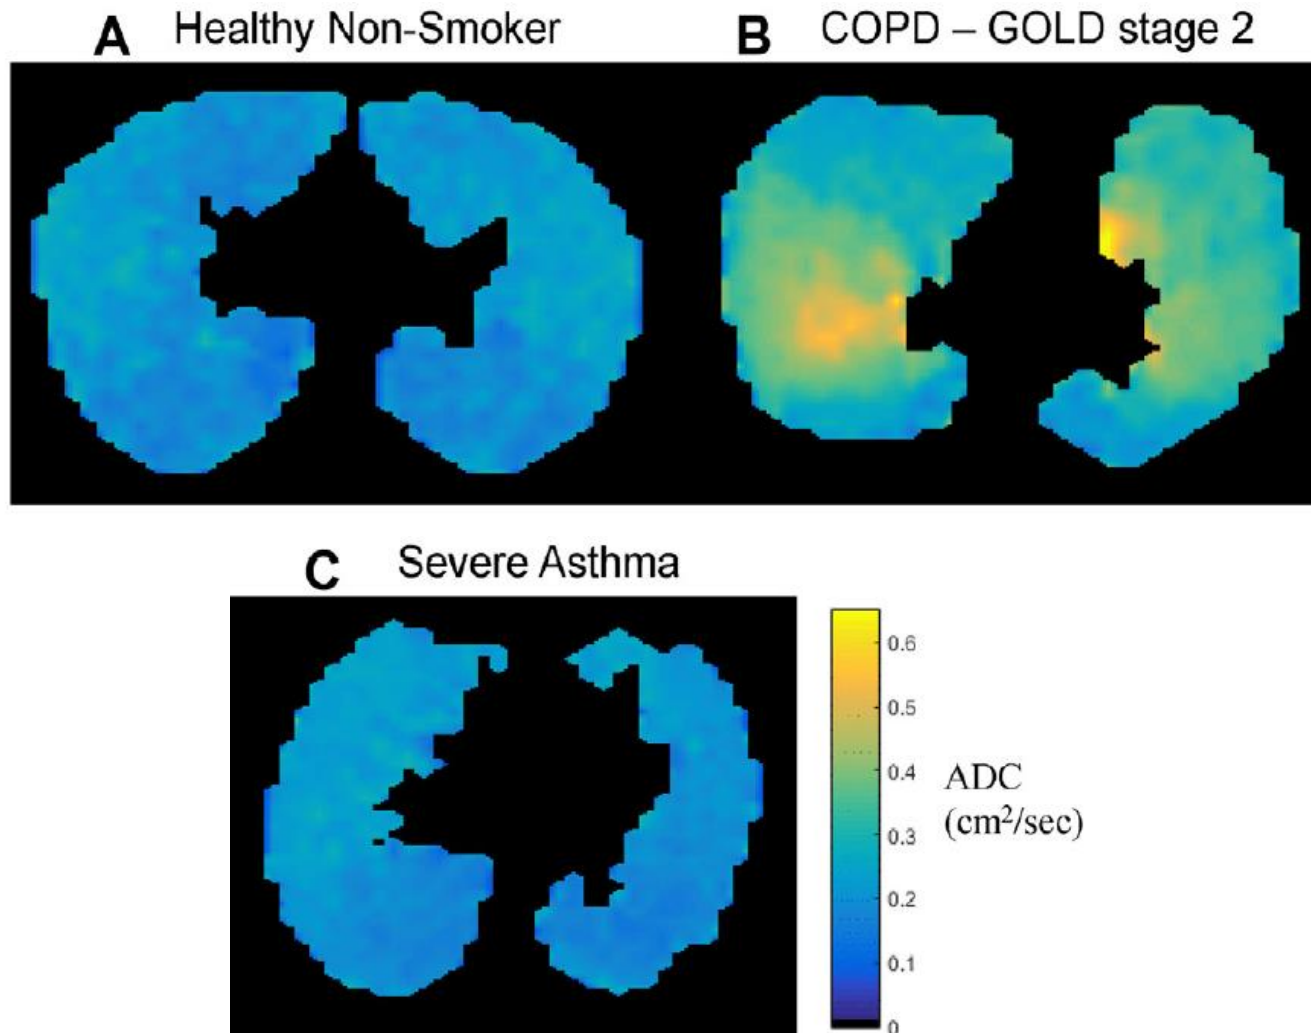 A Healthy Non-Smoker
B COPD – GOLD stage 2
C Severe Asthma
0.6
0.5
0.4
0.3
0.2
0.1
0
ADC
(cm²/sec)